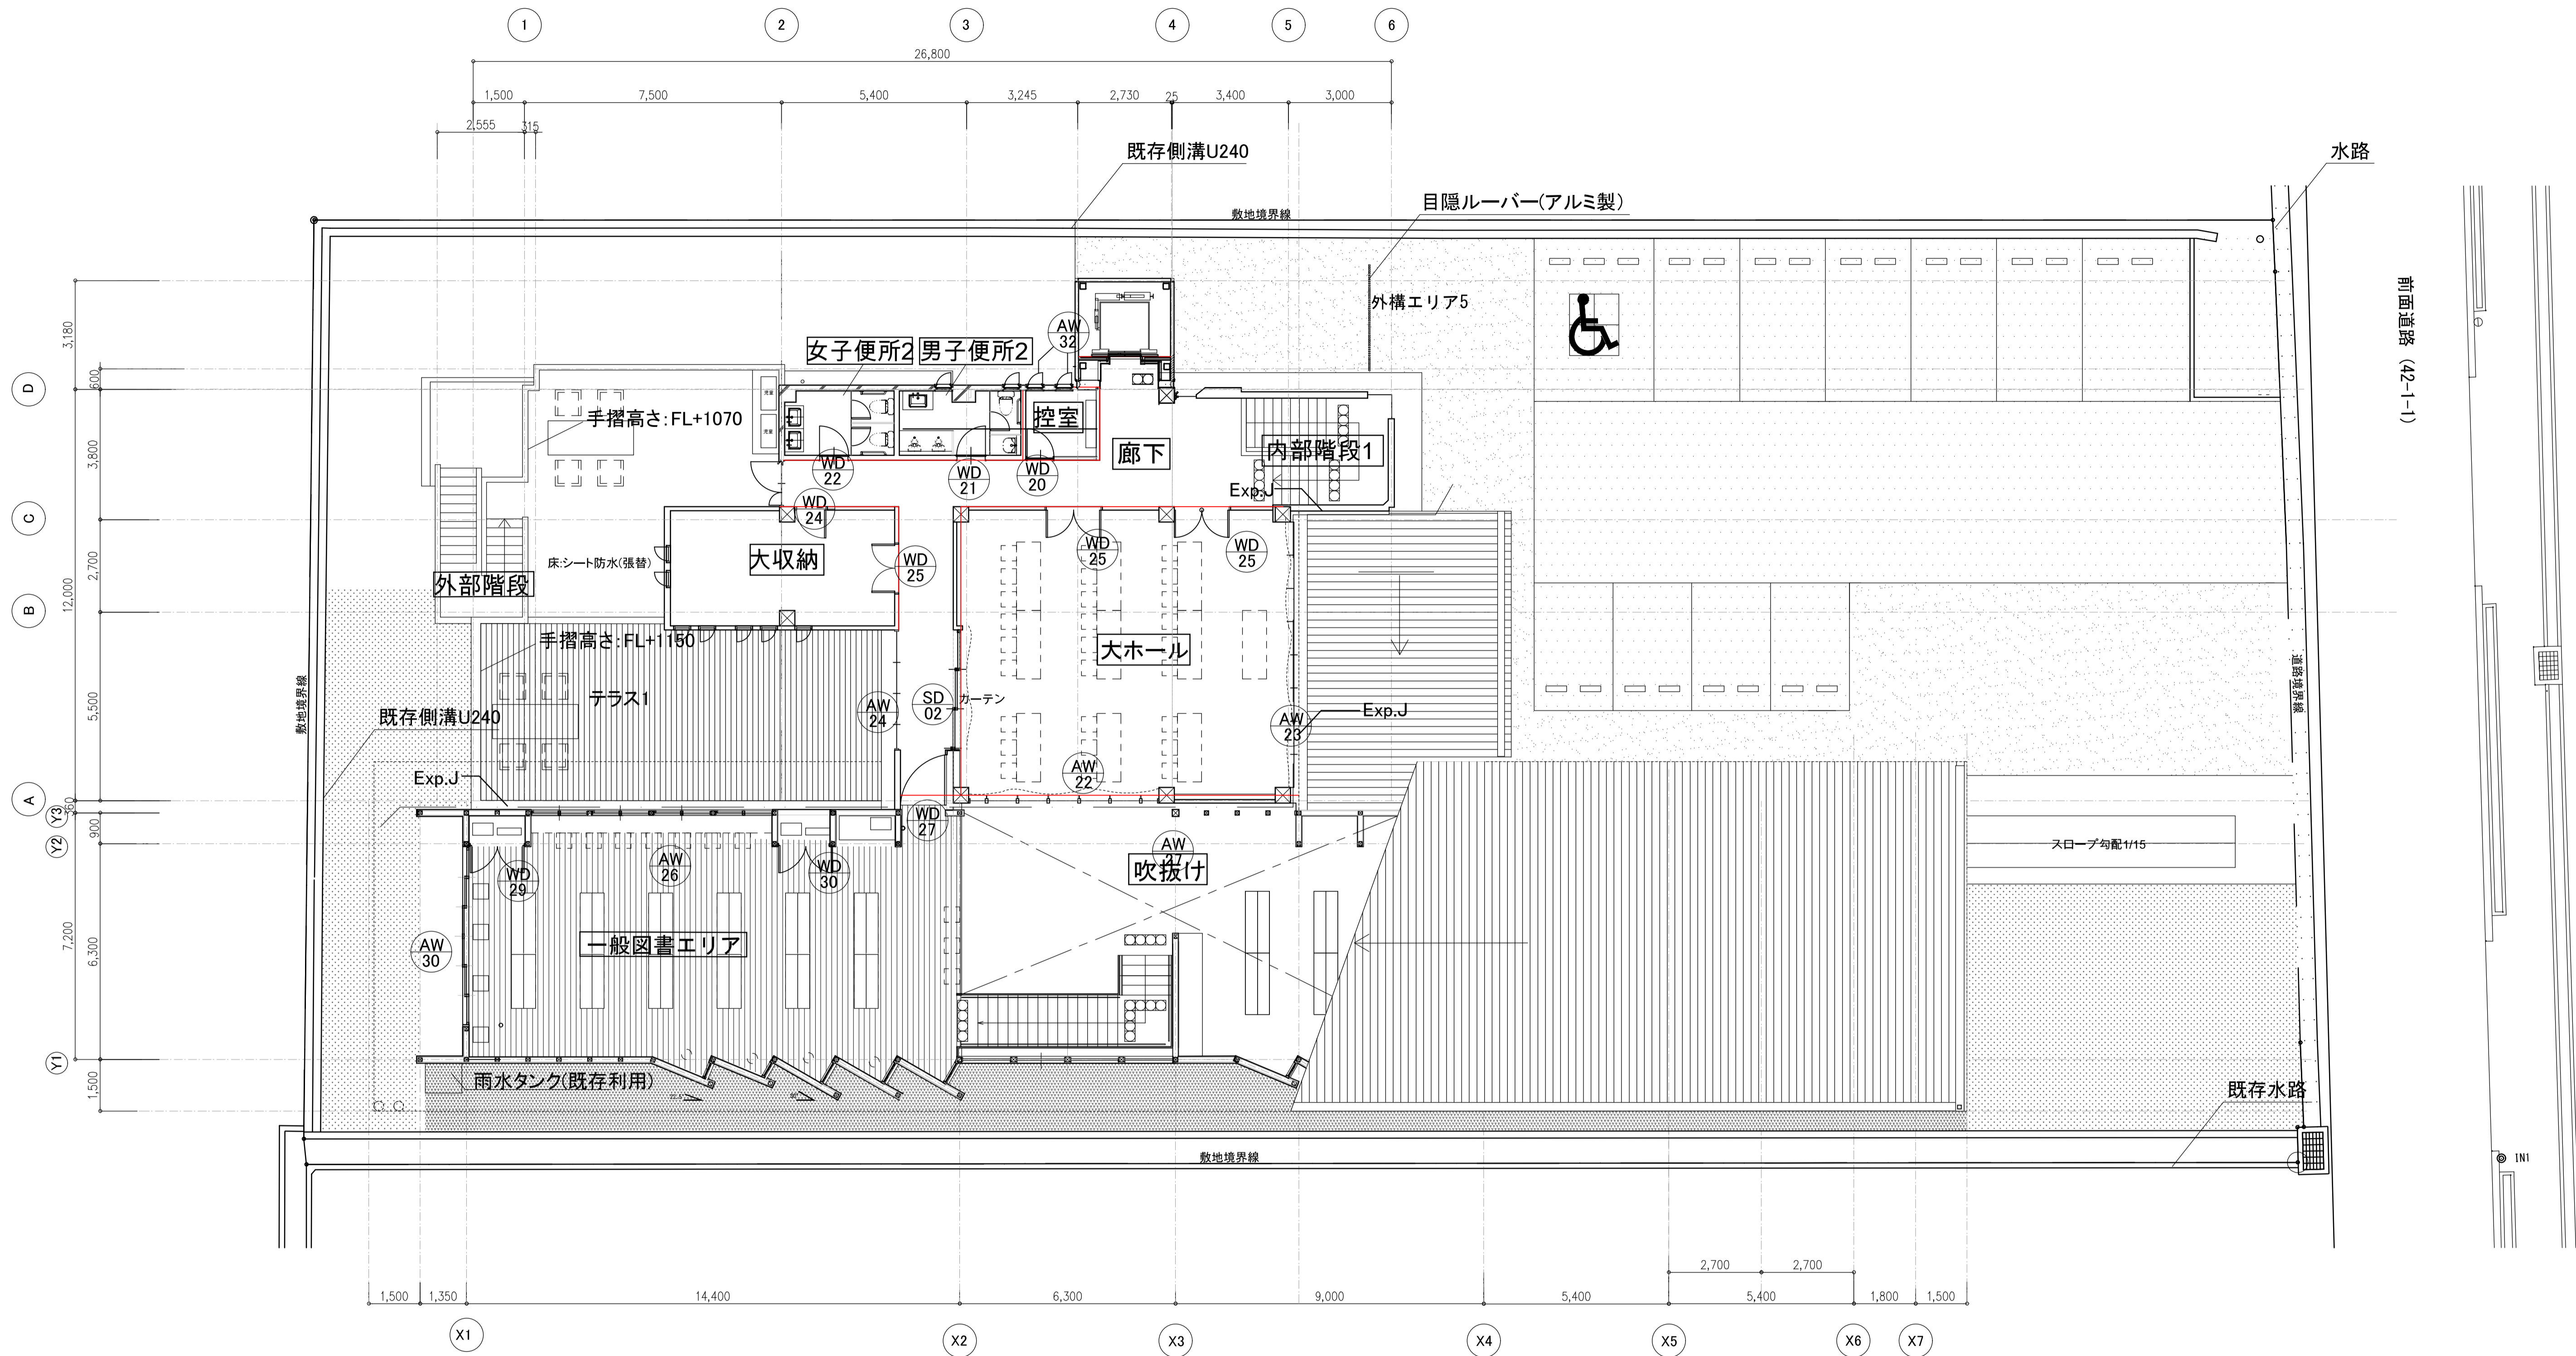 1
2
3
4
5
6
26,800
1,500
7,500
5,400
3,245
2,730
25
3,400
3,000
2,555
315
既存側溝U240
水路
目隠ルーバー(アルミ製)
敷地境界線
外構エリア5
前面道路 (42-1-1)
3,180
600
D
3,800
C
2,700
12,000
B
5,500
A
360
Y3
900
Y2
7,200
6,300
Y1
1,500
AW
32
女子便所2
男子便所2
控室
廊下
内部階段1
手摺高さ:FL+1070
WD
22
WD
21
WD
20
WD
24
Exp.J
大収納
床:シート防水(張替)
WD
25
WD
25
WD
25
外部階段
手摺高さ:FL+1150
大ホール
テラス1
AW
24
SD
02
カーテン
AW
23
Exp.J
AW
22
敷地境界線
道路境界線
既存側溝U240
Exp.J
WD
27
AW
27
吹抜け
スロープ勾配1/15
WD
29
AW
26
WD
30
AW
30
一般図書エリア
雨水タンク(既存利用)
既存水路
敷地境界線
IN1
2,700
2,700
1,500
1,350
14,400
6,300
9,000
5,400
5,400
1,800
1,500
X1
X2
X3
X4
X5
X6
X7